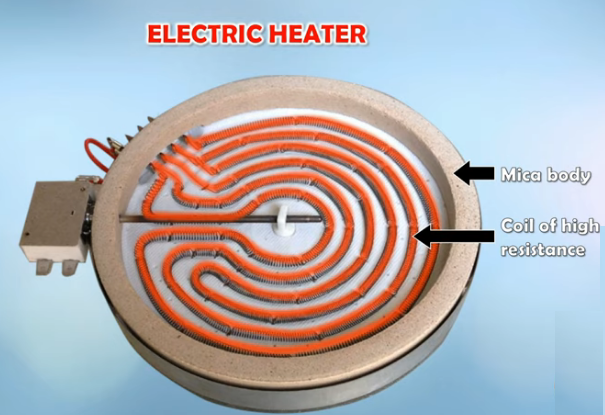 ELECTRIC HEATER
Mica body
Coil of high
resistance